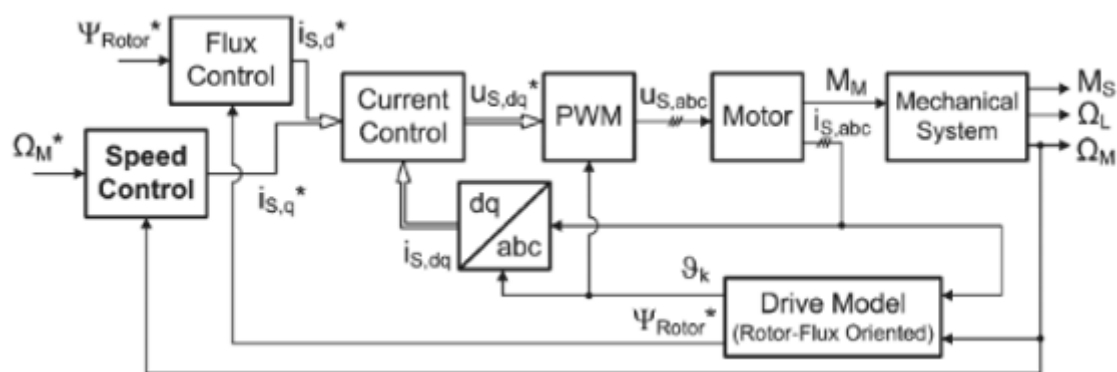 Ψ_Rotor*
Flux
Control
i_S,d*
Ω_M*
Speed
Control
i_S,q*
Current
Control
u_S,dq*
PWM
u_S,abc
Motor
M_M
i_S,abc
Mechanical
System
M_S
Ω_L
Ω_M
dq
abc
i_S,dq
ϑ_k
Ψ_Rotor*
Drive Model
(Rotor-Flux Oriented)